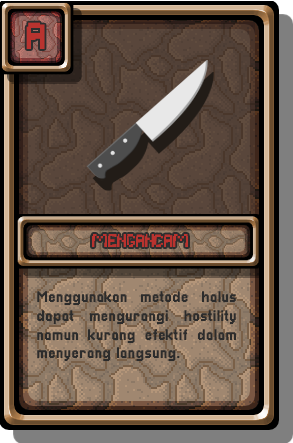 A
MENGANCAM
Menggunakan metode halus
dapat mengurangi hostility
namun kurang efektif dalam
menyerang langsung.